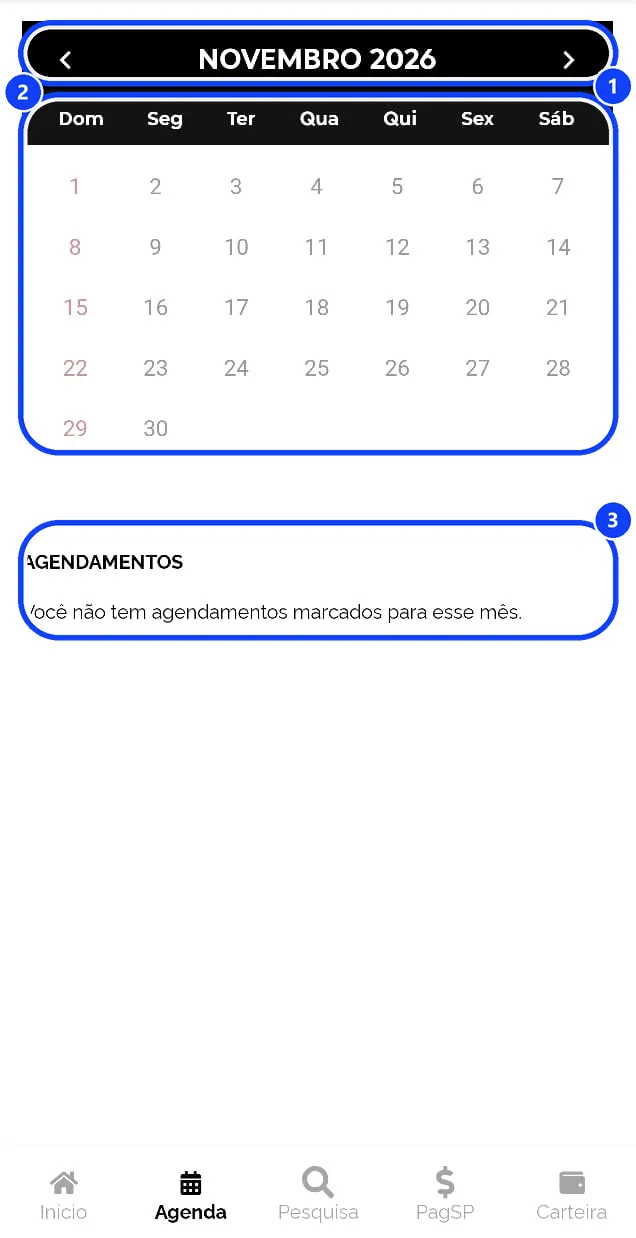 NOVEMBRO 2026
1
2
Dom Seg Ter Qua Qui Sex Sáb
1 2 3 4 5 6 7
8 9 10 11 12 13 14
15 16 17 18 19 20 21
22 23 24 25 26 27 28
29 30
3
AGENDAMENTOS
Você não tem agendamentos marcados para esse mês.
Início Agenda Pesquisa PagSP Carteira